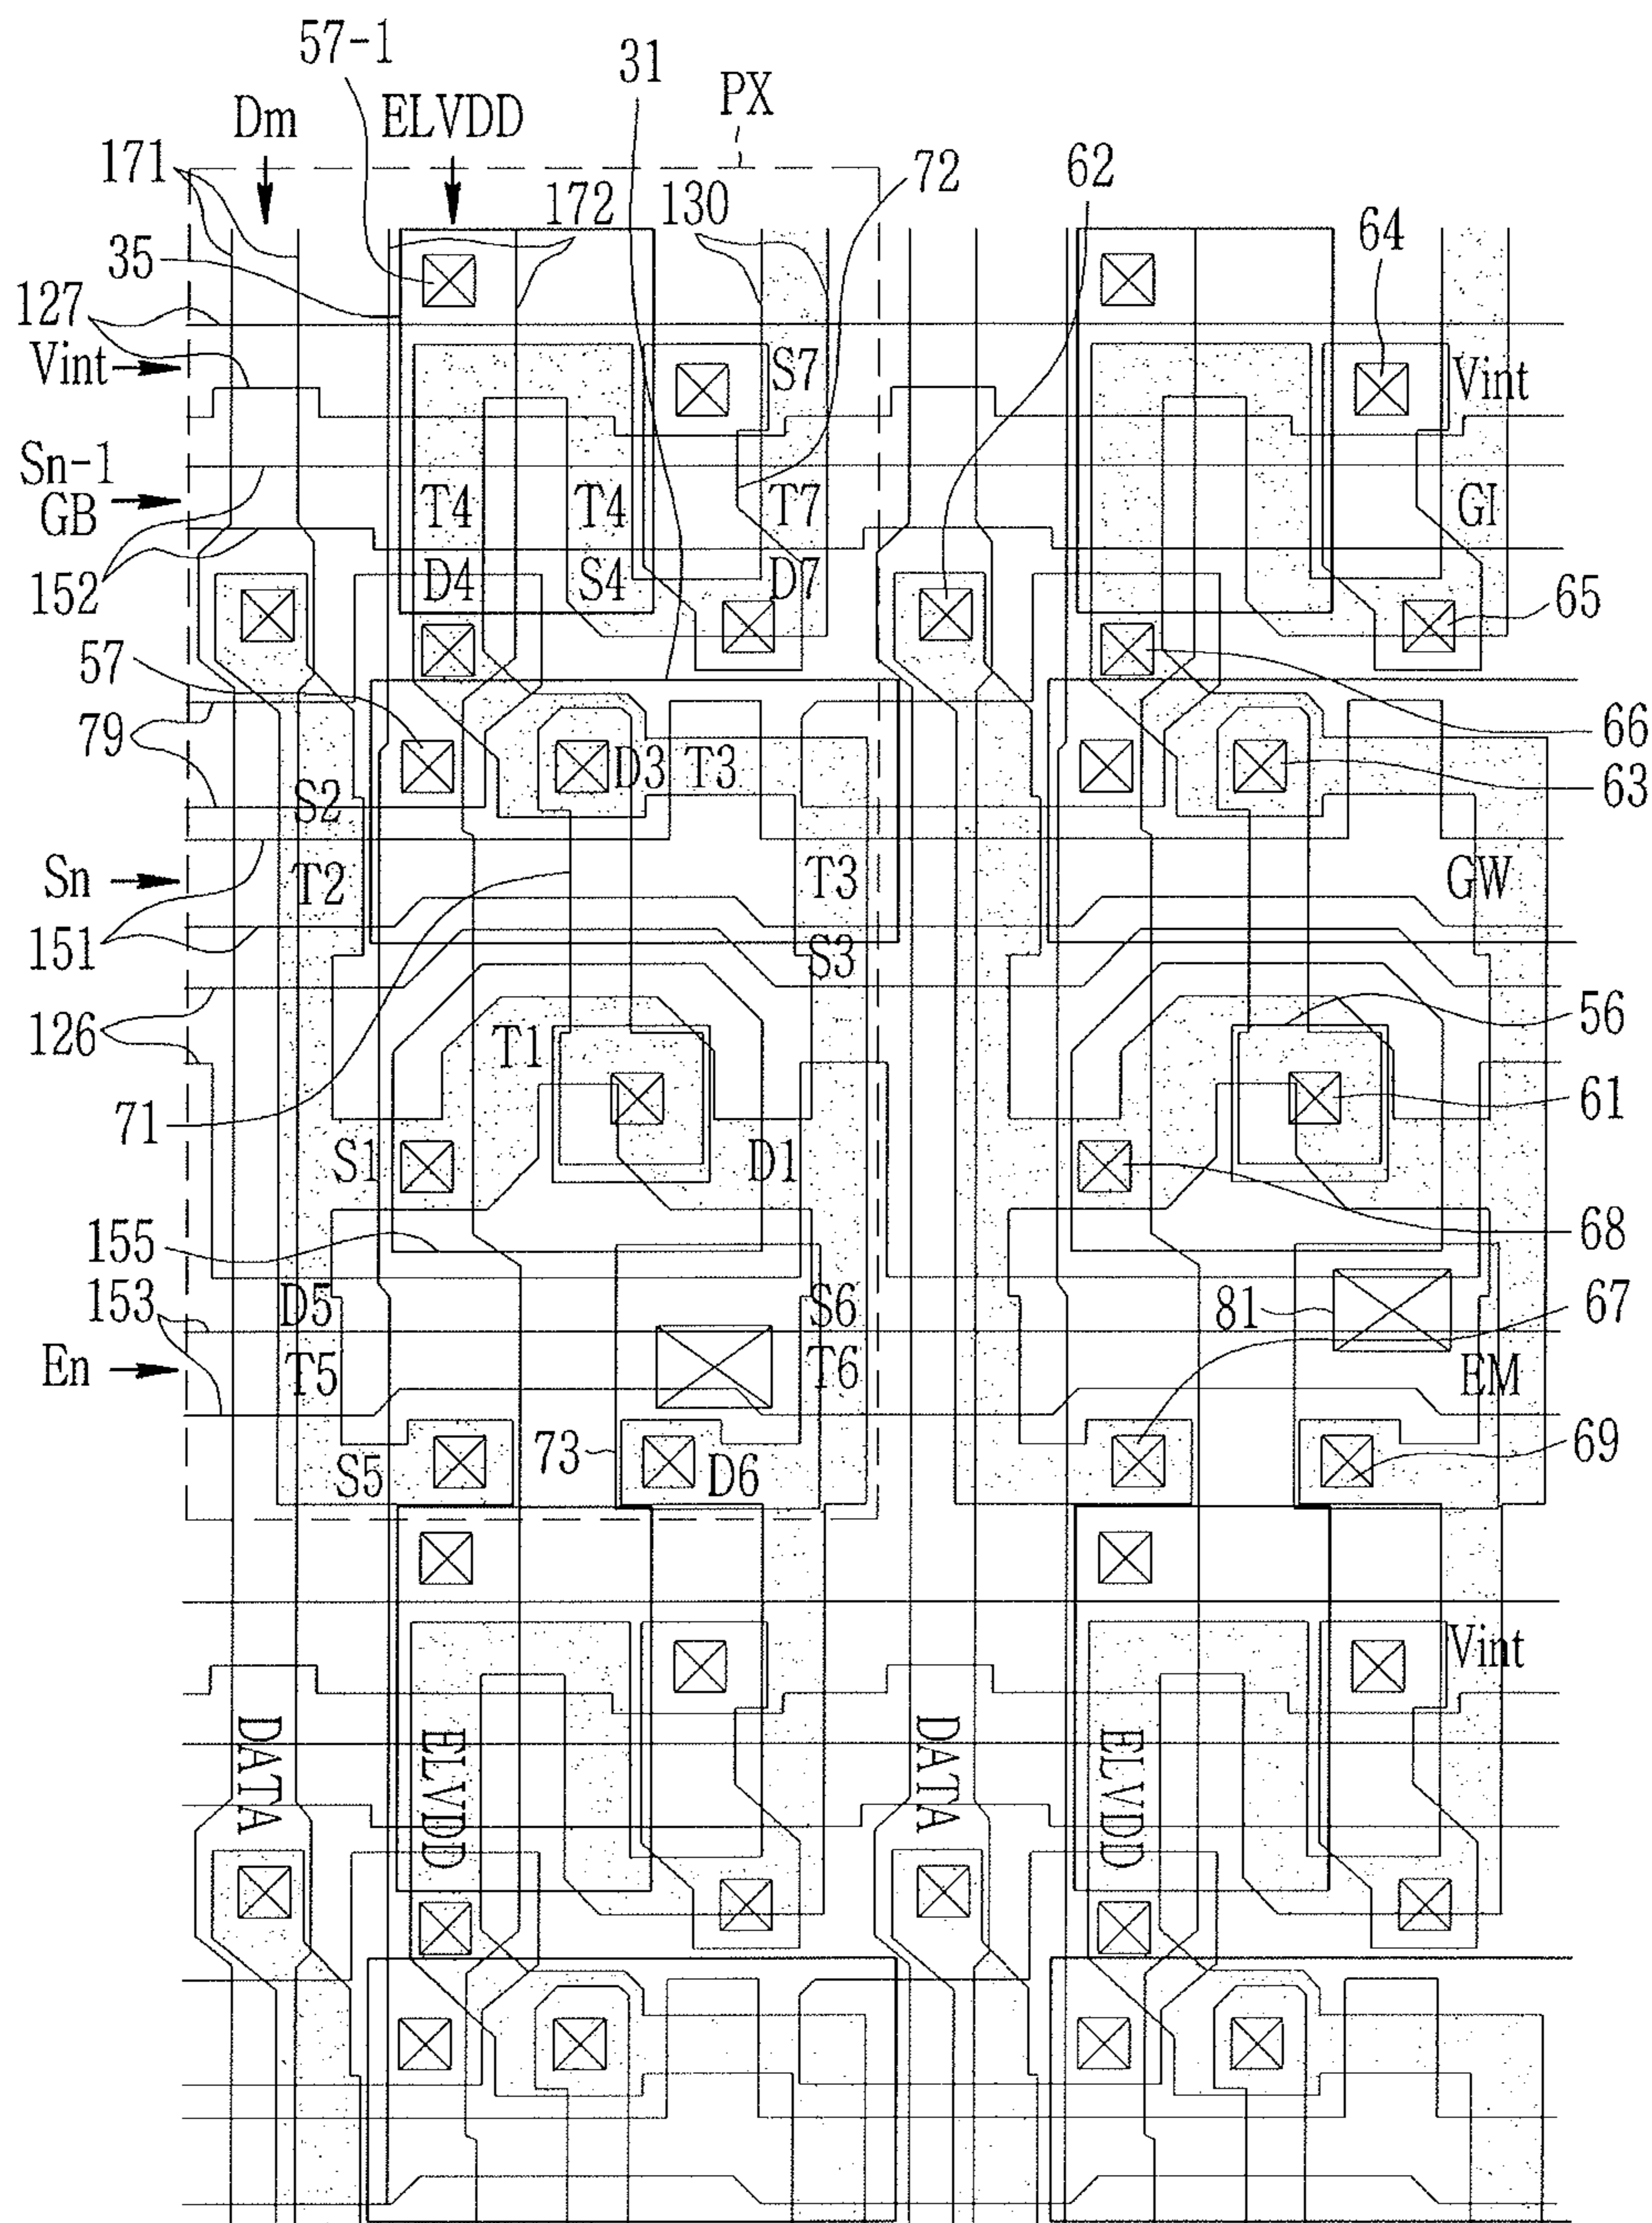 57-1
31
PX
Dm
ELVDD
171
172
130
72
62
64
35
127
Vint
S7
Vint
Sn-1
GB
T4
T4
T7
GI
152
D4
S4
D7
65
57
79
66
D3
T3
63
S2
Sn
T2
T3
GW
151
S3
126
T1
56
71
61
S1
D1
155
68
153
D5
S6
81
67
En
T5
T6
EM
73
S5
D6
69
Vint
DATA
ELVDD
DATA
ELVDD